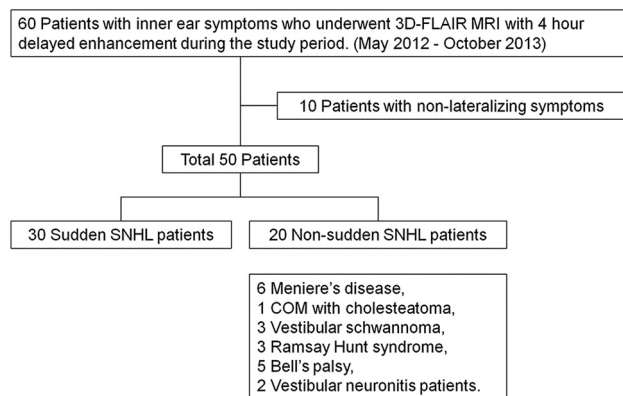 60 Patients with inner ear symptoms who underwent 3D-FLAIR MRI with 4 hour
delayed enhancement during the study period. (May 2012 - October 2013)
10 Patients with non-lateralizing symptoms
Total 50 Patients
30 Sudden SNHL patients
20 Non-sudden SNHL patients
6 Meniere's disease,
1 COM with cholesteatoma,
3 Vestibular schwannoma,
3 Ramsay Hunt syndrome,
5 Bell's palsy,
2 Vestibular neuronitis patients.